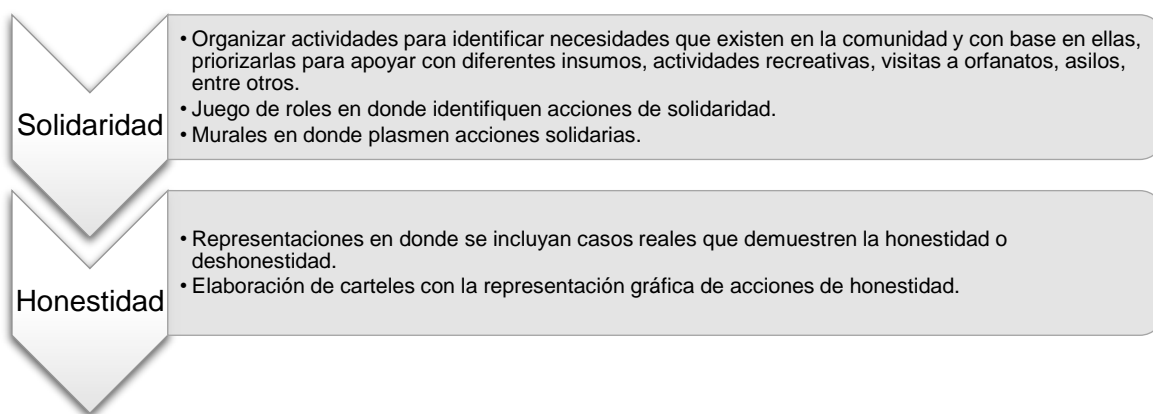 Solidaridad
• Organizar actividades para identificar necesidades que existen en la comunidad y con base en ellas,
priorizarlas para apoyar con diferentes insumos, actividades recreativas, visitas a orfanatos, asilos,
entre otros.
• Juego de roles en donde identifiquen acciones de solidaridad.
• Murales en donde plasmen acciones solidarias.
Honestidad
• Representaciones en donde se incluyan casos reales que demuestren la honestidad o
deshonestidad.
• Elaboración de carteles con la representación gráfica de acciones de honestidad.